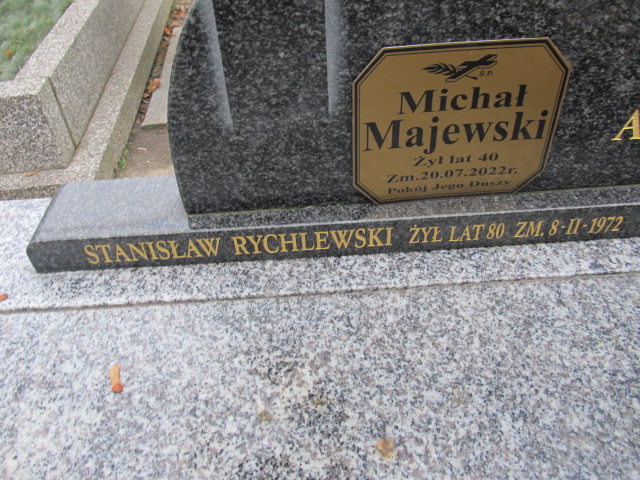 Ś.P.
Michał
Majewski
Żył lat 40
Zm.20.07.2022r.
Pokój Jego Duszy
A
STANISŁAW RYCHLEWSKI ŻYŁ LAT 80 ZM. 8-II-1972